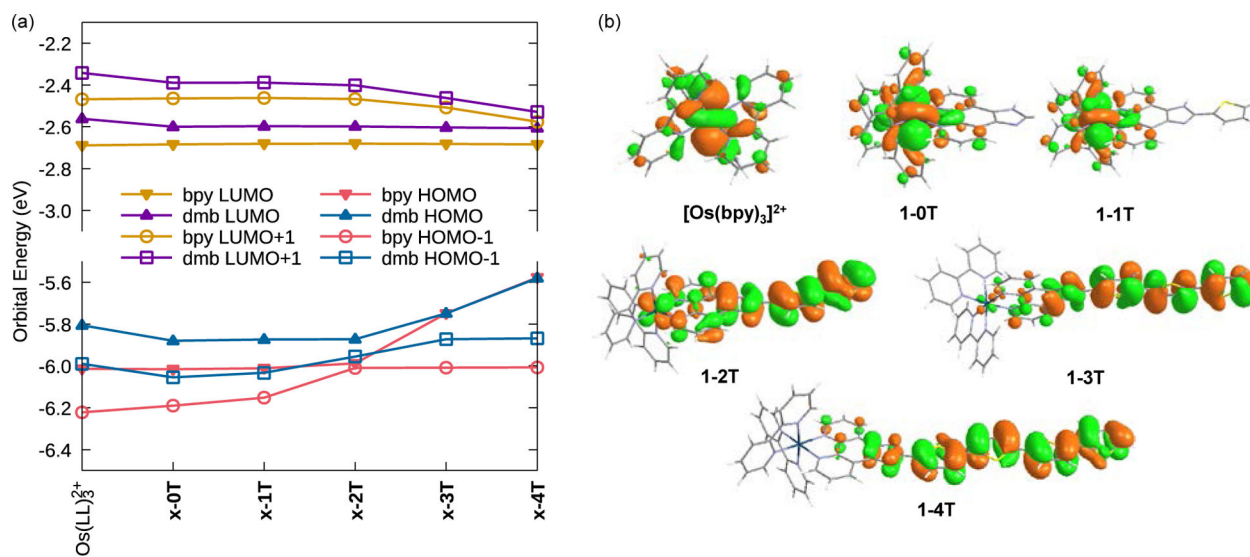 (a)
-2.2
-2.4
-2.6
-2.8
-3.0
-5.6
-5.8
-6.0
-6.2
-6.4
Orbital Energy (eV)
bpy LUMO
dmb LUMO
bpy LUMO+1
dmb LUMO+1
bpy HOMO
dmb HOMO
bpy HOMO-1
dmb HOMO-1
Os(LL)₃²⁺
x-0T
x-1T
x-2T
x-3T
x-4T
(b)
[Os(bpy)₃]²⁺
1-0T
1-1T
1-2T
1-3T
1-4T